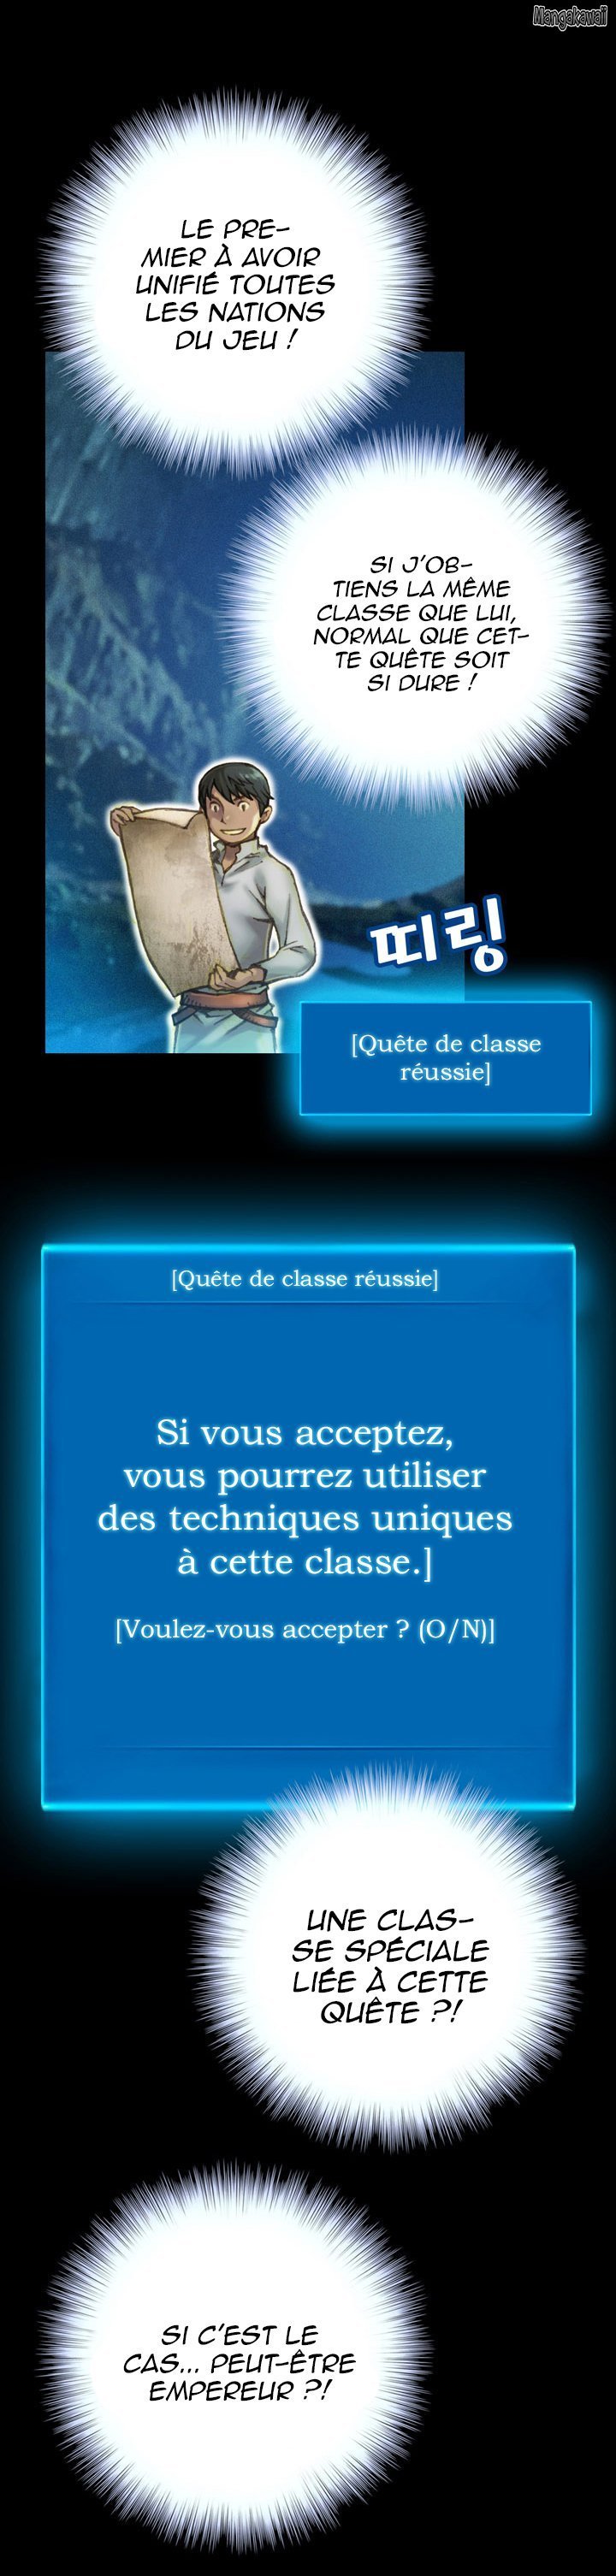 Mangakawaii
LE PRE-
MIER À AVOIR
UNIFIÉ TOUTES
LES NATIONS
DU JEU !
SI J'OB-
TIENS LA MÊME
CLASSE QUE LUI,
NORMAL QUE CET-
TE QUÊTE SOIT
SI DURE !
띠링
[Quête de classe
réussie]
[Quête de classe réussie]
Si vous acceptez,
vous pourrez utiliser
des techniques uniques
à cette classe.]
[Voulez-vous accepter ? (O/N)]
UNE CLAS-
SE SPÉCIALE
LIÉE À CETTE
QUÊTE ?!
SI C'EST LE
CAS... PEUT-ÊTRE
EMPEREUR ?!